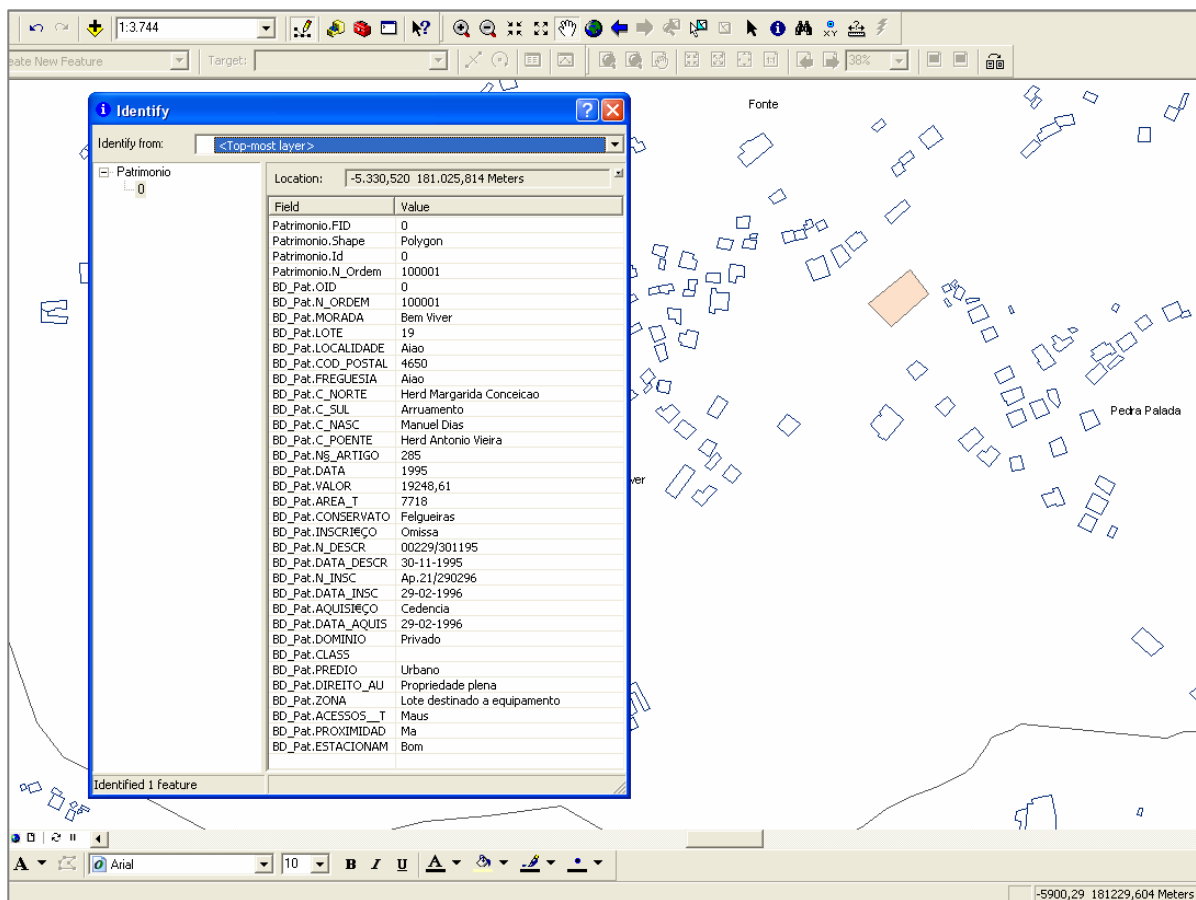 1:3.744
eate New Feature
Target:
38%
Fonte
Identify
Identify from:
<Top-most layer>
Patrimonio
0
Location: -5.330,520 181.025,814 Meters
Field Value
Patrimonio.FID 0
Patrimonio.Shape Polygon
Patrimonio.Id 0
Patrimonio.N_Ordem 100001
BD_Pat.OID 0
BD_Pat.N_ORDEM 100001
BD_Pat.MORADA Bem Viver
BD_Pat.LOTE 19
BD_Pat.LOCALIDADE Aiao
BD_Pat.COD_POSTAL 4650
BD_Pat.FREGUESIA Aiao
BD_Pat.C_NORTE Herd Margarida Conceicao
BD_Pat.C_SUL Arruamento
BD_Pat.C_NASC Manuel Dias
BD_Pat.C_POENTE Herd Antonio Vieira
BD_Pat.N§_ARTIGO 285
BD_Pat.DATA 1995
BD_Pat.VALOR 19248,61
BD_Pat.AREA_T 7718
BD_Pat.CONSERVATO Felgueiras
BD_Pat.INSCRI€ÇO Omissa
BD_Pat.N_DESCR 00229/301195
BD_Pat.DATA_DESCR 30-11-1995
BD_Pat.N_INSC Ap.21/290296
BD_Pat.DATA_INSC 29-02-1996
BD_Pat.AQUISI€ÇO Cedencia
BD_Pat.DATA_AQUIS 29-02-1996
BD_Pat.DOMINIO Privado
BD_Pat.CLASS
BD_Pat.PREDIO Urbano
BD_Pat.DIREITO_AU Propriedade plena
BD_Pat.ZONA Lote destinado a equipamento
BD_Pat.ACESSOS__T Maus
BD_Pat.PROXIMIDAD Ma
BD_Pat.ESTACIONAM Bom
Identified 1 feature
Pedra Palada
ver
A Arial 10 B I U A
-5900,29 181229,604 Meters